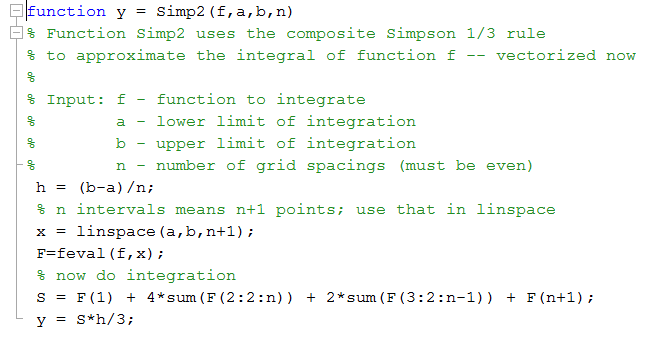 function y = Simp2(f,a,b,n)
% Function Simp2 uses the composite Simpson 1/3 rule
% to approximate the integral of function f -- vectorized now
%
% Input: f - function to integrate
%        a - lower limit of integration
%        b - upper limit of integration
%        n - number of grid spacings (must be even)
h = (b-a)/n;
% n intervals means n+1 points; use that in linspace
x = linspace(a,b,n+1);
F=feval(f,x);
% now do integration
S = F(1) + 4*sum(F(2:2:n)) + 2*sum(F(3:2:n-1)) + F(n+1);
y = S*h/3;